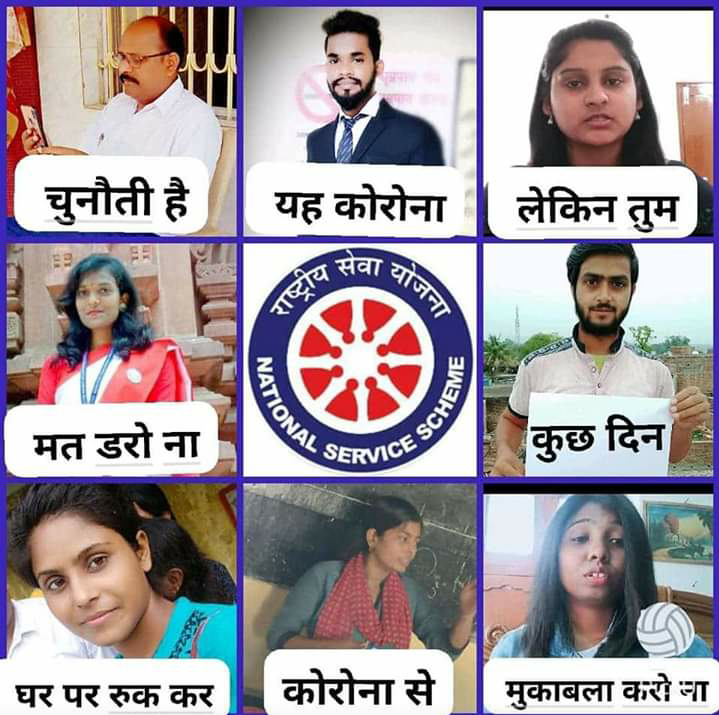 चुनौती है
यह कोरोना
लेकिन तुम
मत डरो ना
राष्ट्रीय सेवा योजना
NATIONAL SERVICE SCHEME
कुछ दिन
घर पर रुक कर
कोरोना से
मुकाबला करो ना